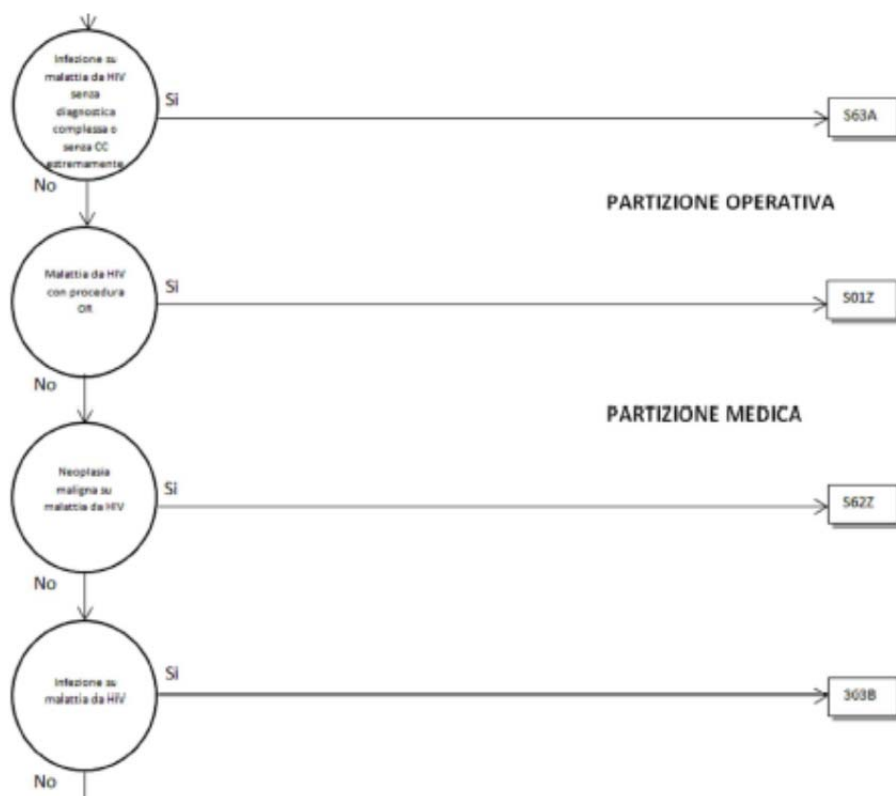 Infezione su
malattia da HIV
senza
diagnostica
complessa o
senza CC
estremamente
Si
S63A
No
PARTIZIONE OPERATIVA
Malattia da HIV
con procedura
OR
Si
S01Z
No
PARTIZIONE MEDICA
Neoplasia
maligna su
malattia da HIV
Si
S62Z
No
Infezione su
malattia da HIV
Si
303B
No